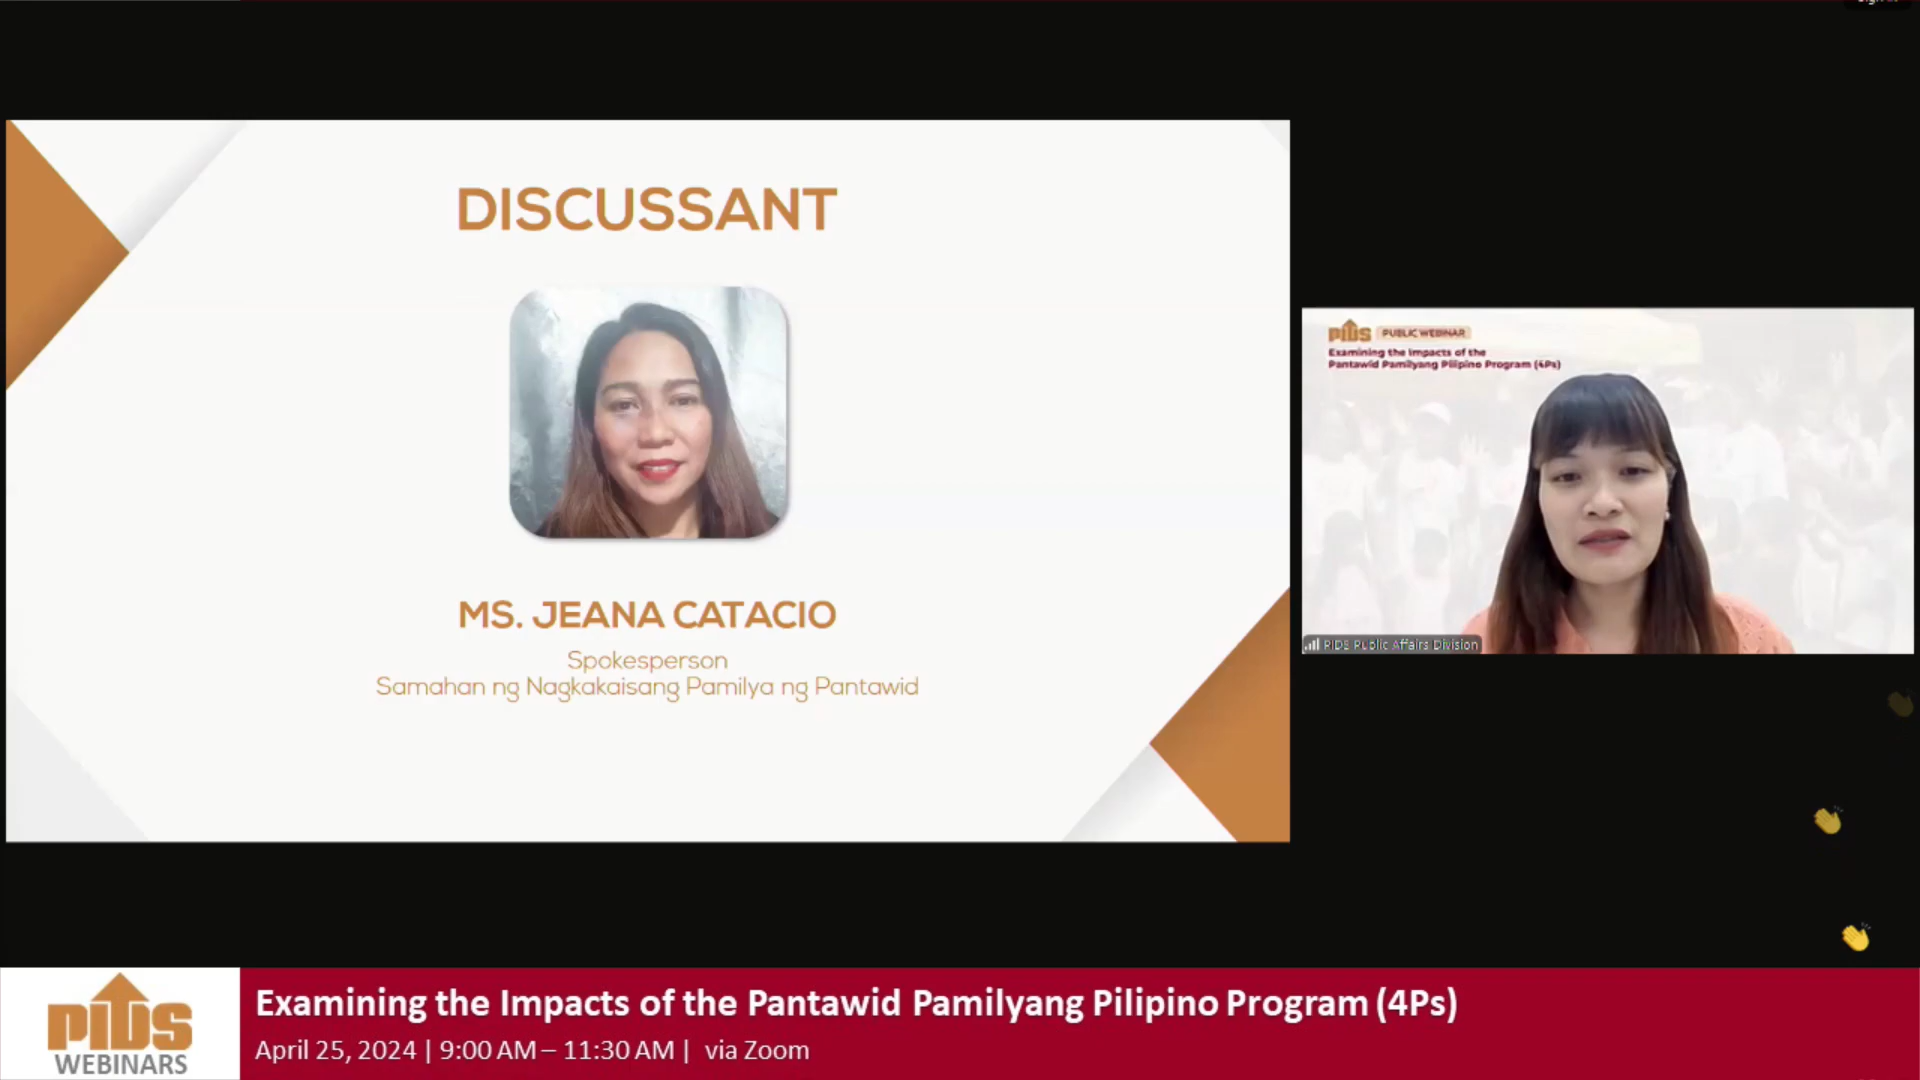 DISCUSSANT
MS. JEANA CATACIO
Spokesperson
Samahan ng Nagkakaisang Pamilya ng Pantawid
PIDS PUBLIC WEBINAR
Examining the Impacts of the
Pantawid Pamilyang Pilipino Program (4Ps)
PIDS Public Affairs Division
PIDS
WEBINARS
Examining the Impacts of the Pantawid Pamilyang Pilipino Program (4Ps)
April 25, 2024 | 9:00 AM – 11:30 AM | via Zoom